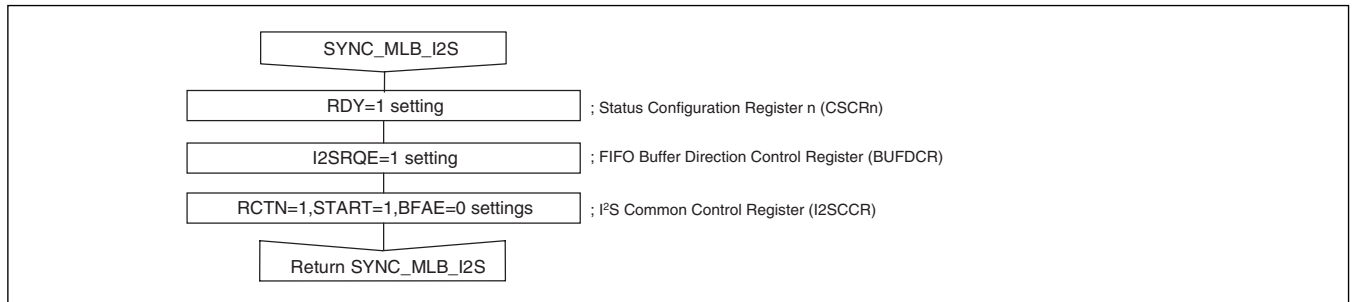 SYNC_MLB_I2S
RDY=1 setting ; Status Configuration Register n (CSCRn)
I2SRQE=1 setting ; FIFO Buffer Direction Control Register (BUFDCR)
RCTN=1,START=1,BFAE=0 settings ; I²S Common Control Register (I2SCCR)
Return SYNC_MLB_I2S